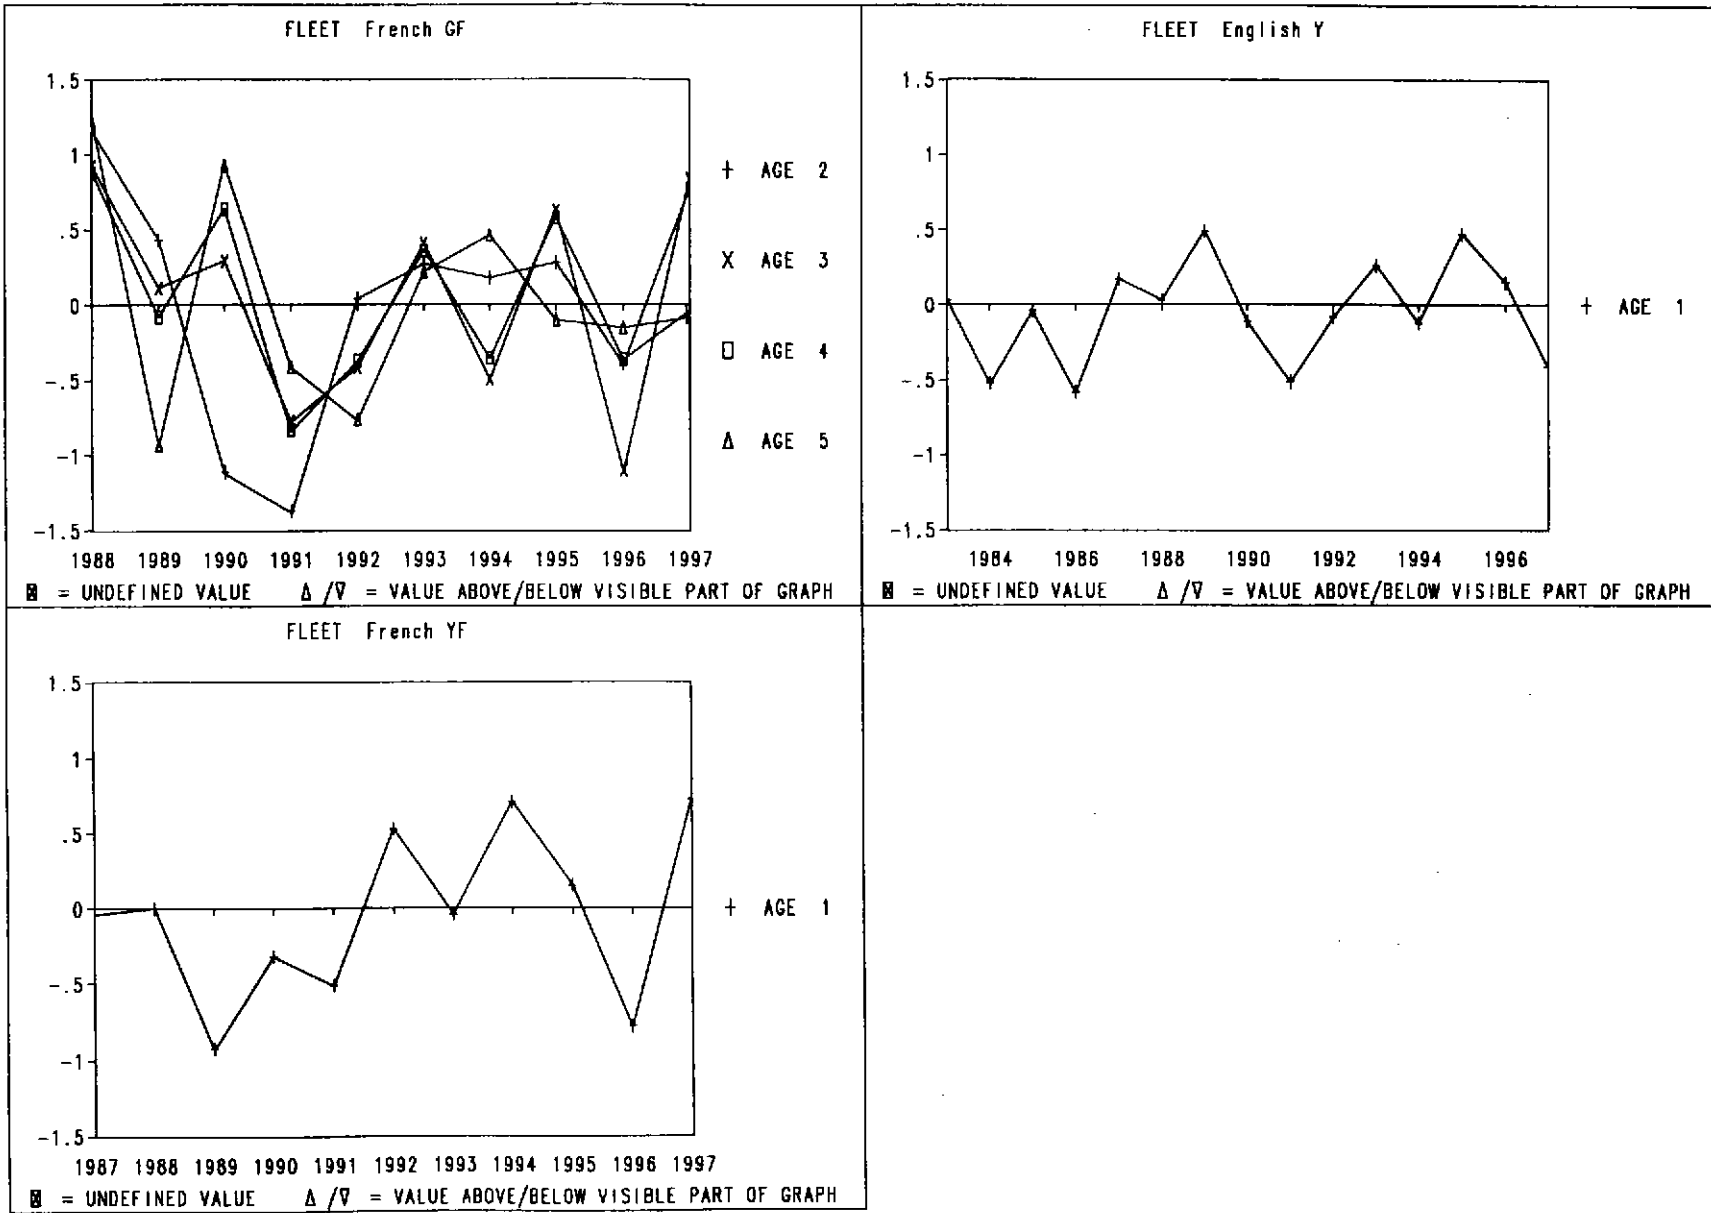 FLEET French GF
1.5
1
.5
0
-.5
-1
-1.5
1988 1989 1990 1991 1992 1993 1994 1995 1996 1997
+ AGE 2
X AGE 3
□ AGE 4
Δ AGE 5
⊠ = UNDEFINED VALUE Δ/∇ = VALUE ABOVE/BELOW VISIBLE PART OF GRAPH
FLEET English Y
1.5
1
.5
0
-.5
-1
-1.5
1984 1986 1988 1990 1992 1994 1996
+ AGE 1
⊠ = UNDEFINED VALUE Δ/∇ = VALUE ABOVE/BELOW VISIBLE PART OF GRAPH
FLEET French YF
1.5
1
.5
0
-.5
-1
-1.5
1987 1988 1989 1990 1991 1992 1993 1994 1995 1996 1997
+ AGE 1
⊠ = UNDEFINED VALUE Δ/∇ = VALUE ABOVE/BELOW VISIBLE PART OF GRAPH